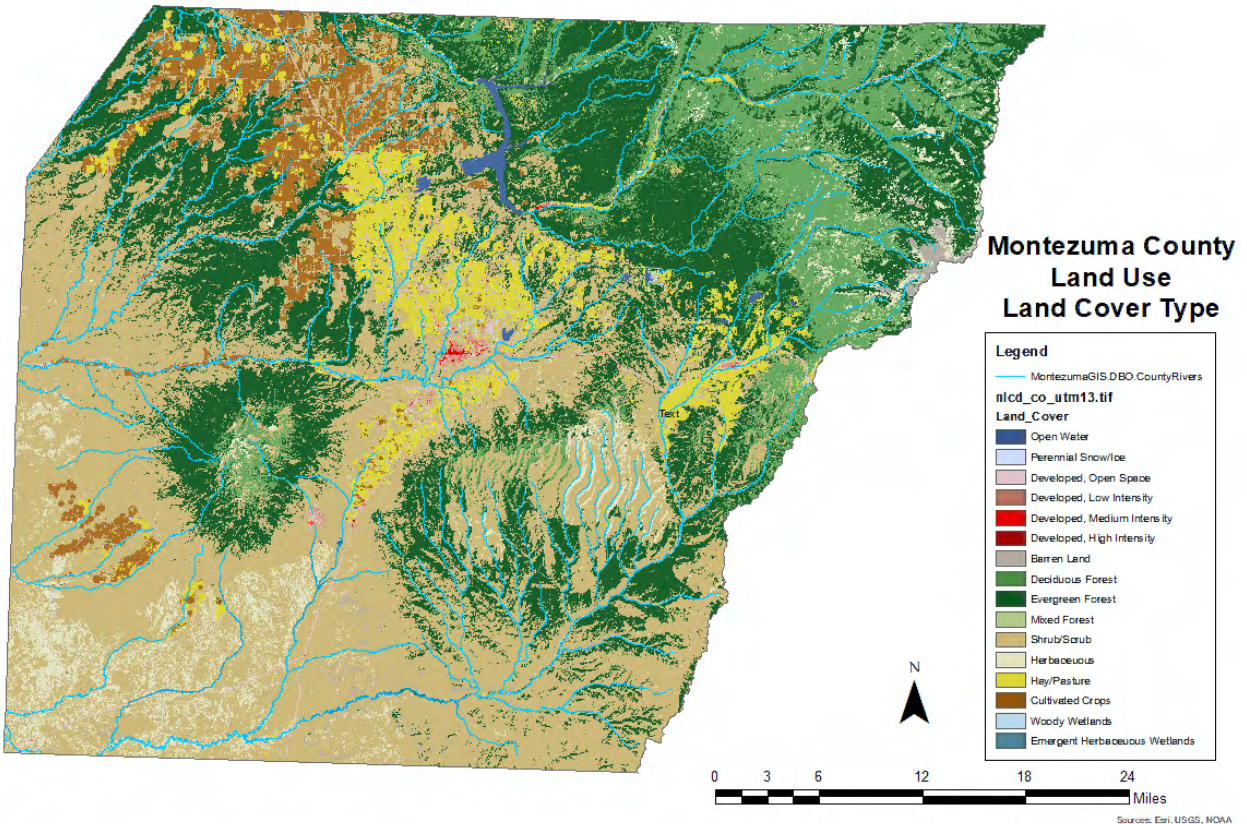 Montezuma County
Land Use
Land Cover Type
Legend
MontezumaGIS.DBO.CountyRivers
nlcd_co_utm13.tif
Land_Cover
Open Water
Perennial Snow/Ice
Developed, Open Space
Developed, Low Intensity
Developed, Medium Intensity
Developed, High Intensity
Barren Land
Deciduous Forest
Evergreen Forest
Mixed Forest
Shrub/Scrub
Herbaceuous
Hay/Pasture
Cultivated Crops
Woody Wetlands
Emergent Herbaceuous Wetlands
Text
N
0 3 6 12 18 24
Miles
Sources: Esri, USGS, NOAA